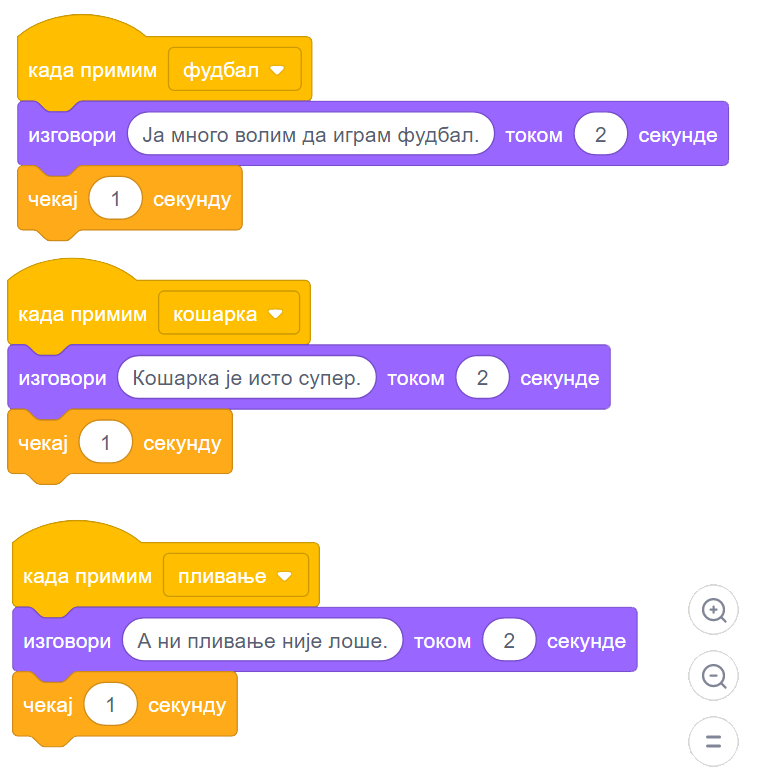 када примим фудбал
изговори Ја много волим да играм фудбал. током 2 секунде
чекај 1 секунду
када примим кошарка
изговори Кошарка је исто супер. током 2 секунде
чекај 1 секунду
када примим пливање
изговори А ни пливање није лоше. током 2 секунде
чекај 1 секунду